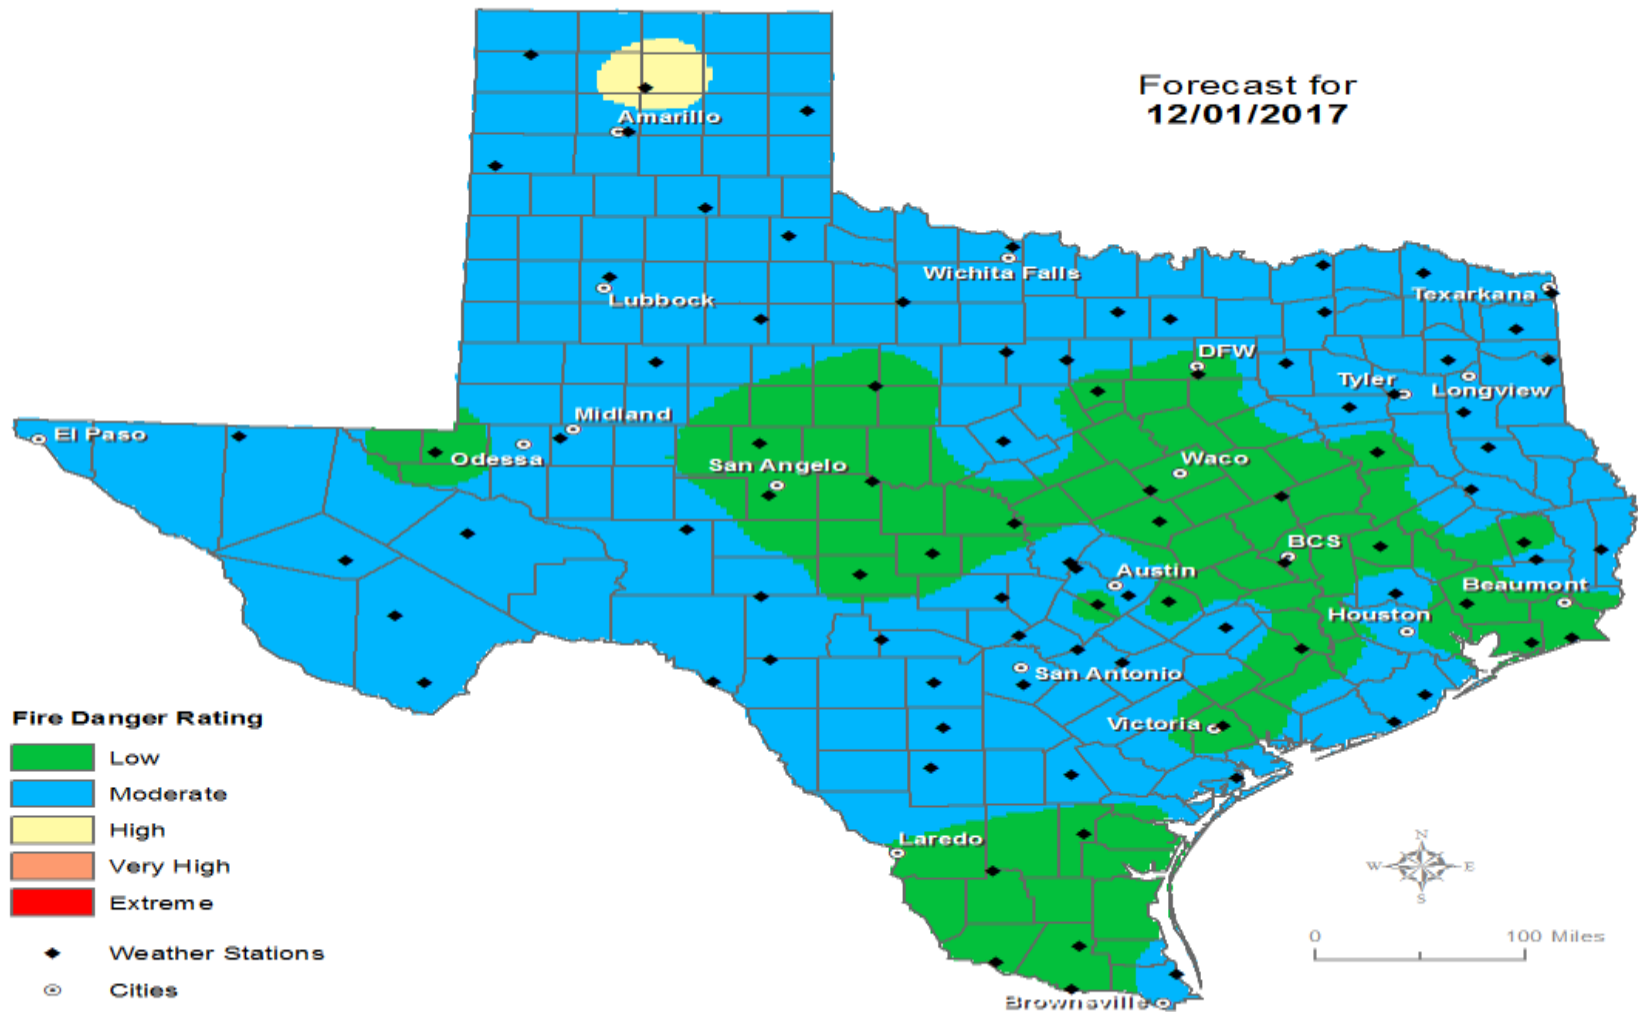 Forecast for
12/01/2017
Amarillo
Wichita Falls
Lubbock
Texarkana
DFW
Tyler
Longview
Midland
El Paso
Odessa
San Angelo
Waco
BCS
Austin
Beaumont
Houston
San Antonio
Victoria
Laredo
Brownsville
Fire Danger Rating
Low
Moderate
High
Very High
Extreme
Weather Stations
Cities
N
W E
S
0 100 Miles